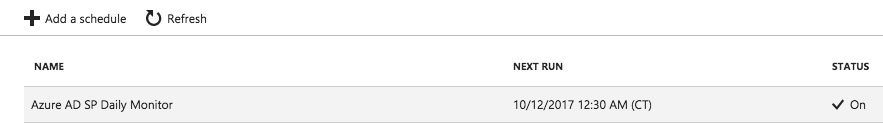 Add a schedule Refresh
NAME NEXT RUN STATUS
Azure AD SP Daily Monitor 10/12/2017 12:30 AM (CT) On